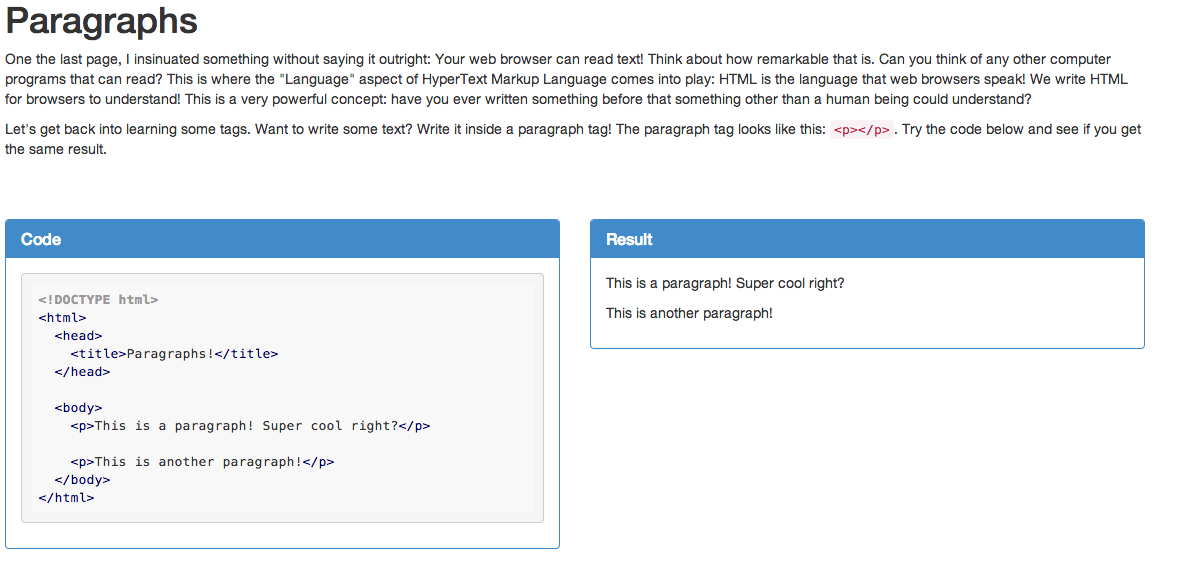 Paragraphs
One the last page, I insinuated something without saying it outright: Your web browser can read text! Think about how remarkable that is. Can you think of any other computer
programs that can read? This is where the "Language" aspect of HyperText Markup Language comes into play: HTML is the language that web browsers speak! We write HTML
for browsers to understand! This is a very powerful concept: have you ever written something before that something other than a human being could understand?
Let's get back into learning some tags. Want to write some text? Write it inside a paragraph tag! The paragraph tag looks like this: <p></p>. Try the code below and see if you get
the same result.
Code
<!DOCTYPE html>
<html>
  <head>
    <title>Paragraphs!</title>
  </head>
  <body>
    <p>This is a paragraph! Super cool right?</p>
    <p>This is another paragraph!</p>
  </body>
</html>
Result
This is a paragraph! Super cool right?
This is another paragraph!